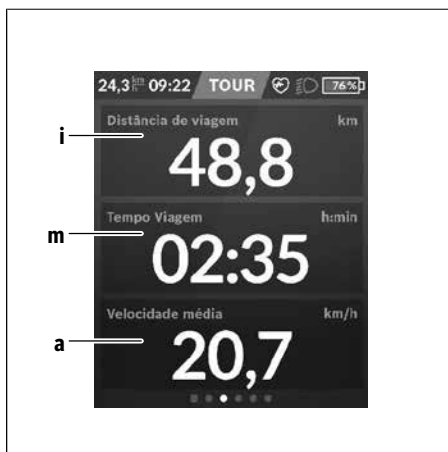 24,3 km/h 09:22 TOUR 76%
Distância de viagem km
i
48,8
Tempo Viagem h:min
m
02:35
Velocidade média km/h
a
20,7